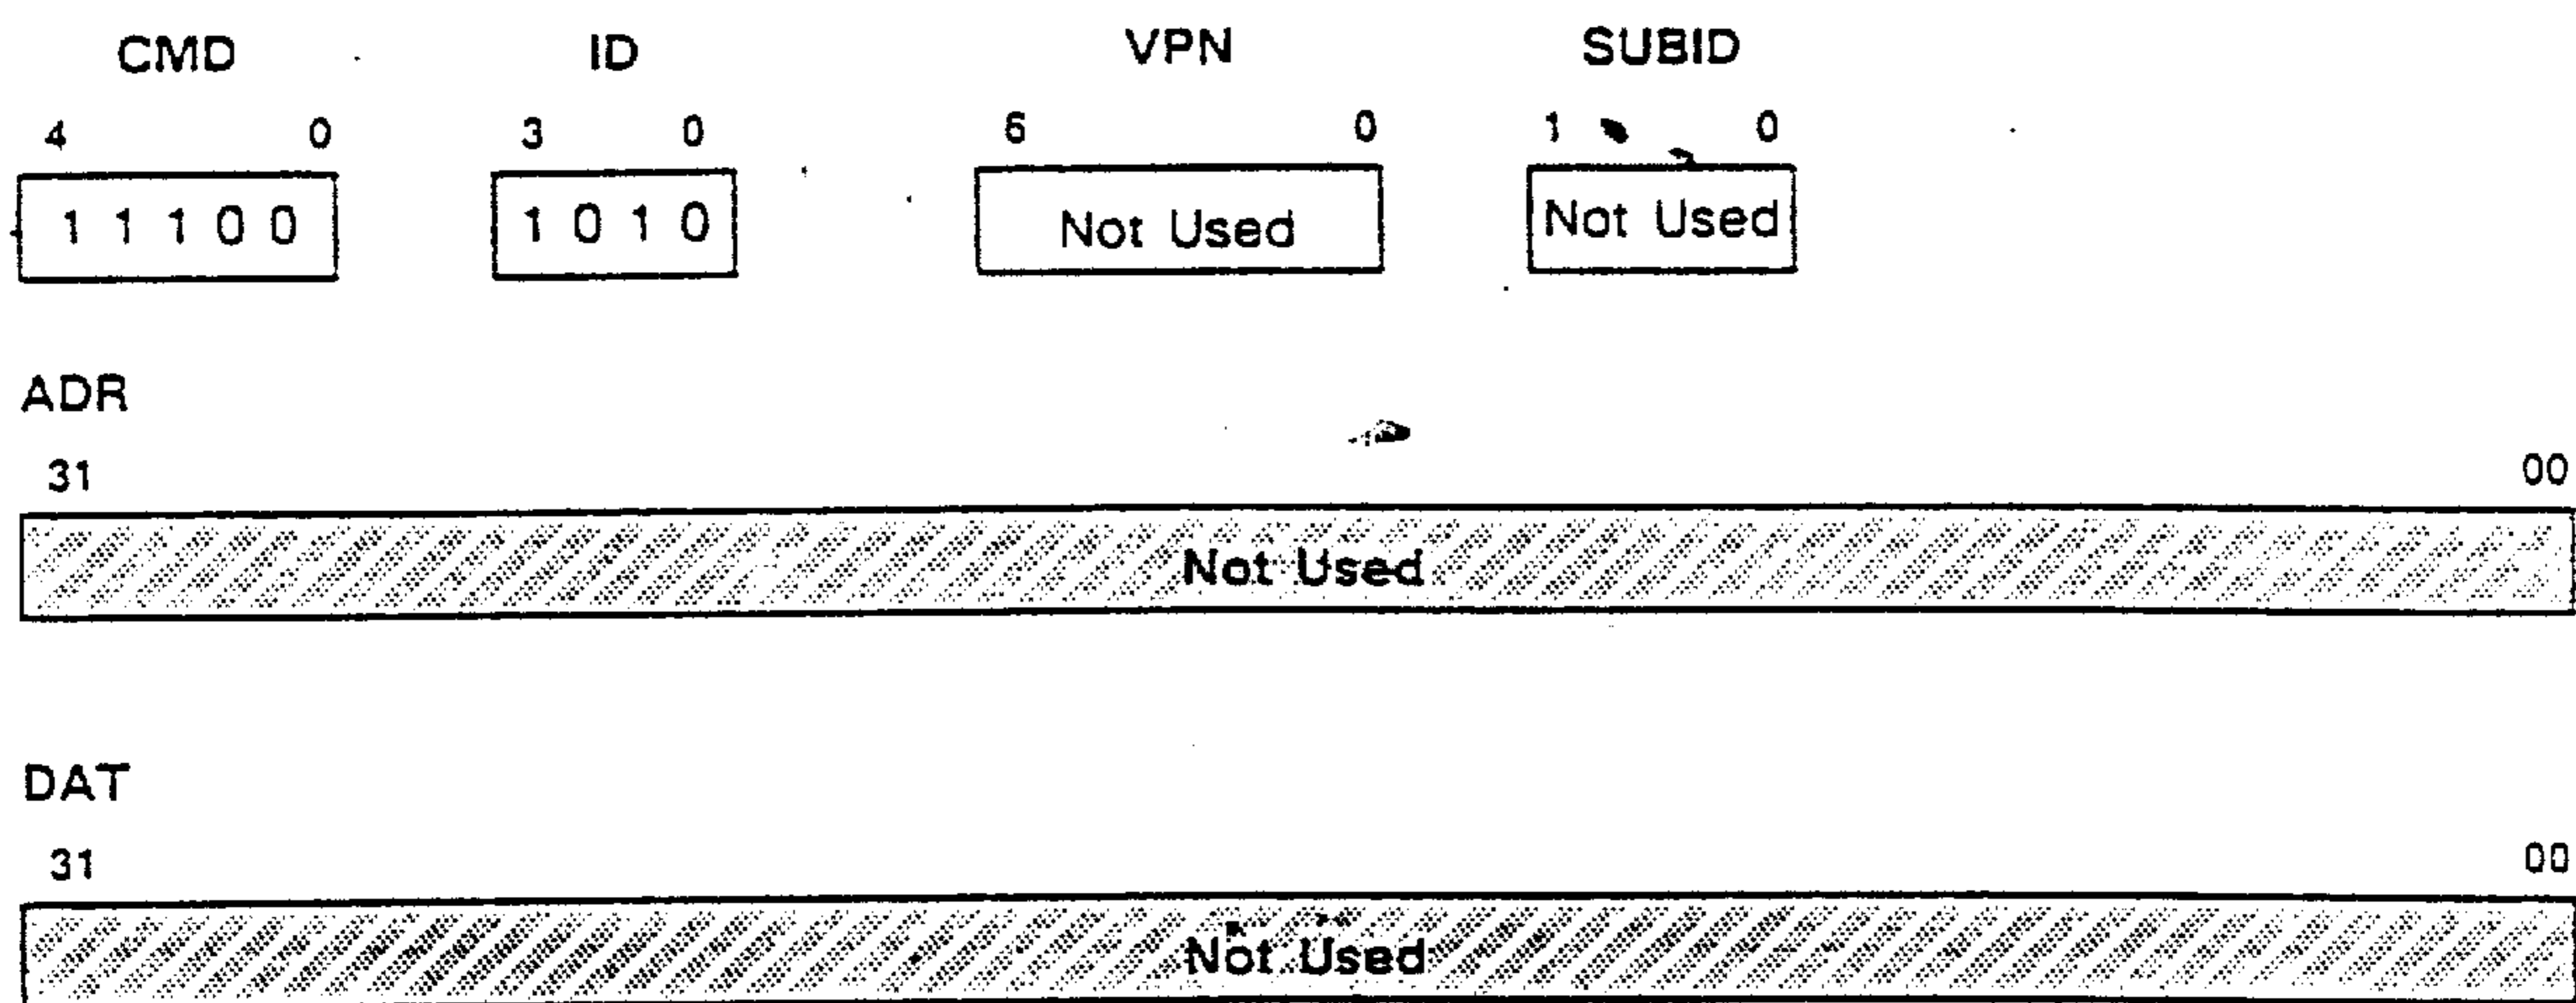 CMD ID VPN SUBID
4 0 3 0 6 0 1 0
1 1 1 0 0 1 0 1 0 Not Used Not Used
ADR
31 00
Not Used
DAT
31 00
Not Used